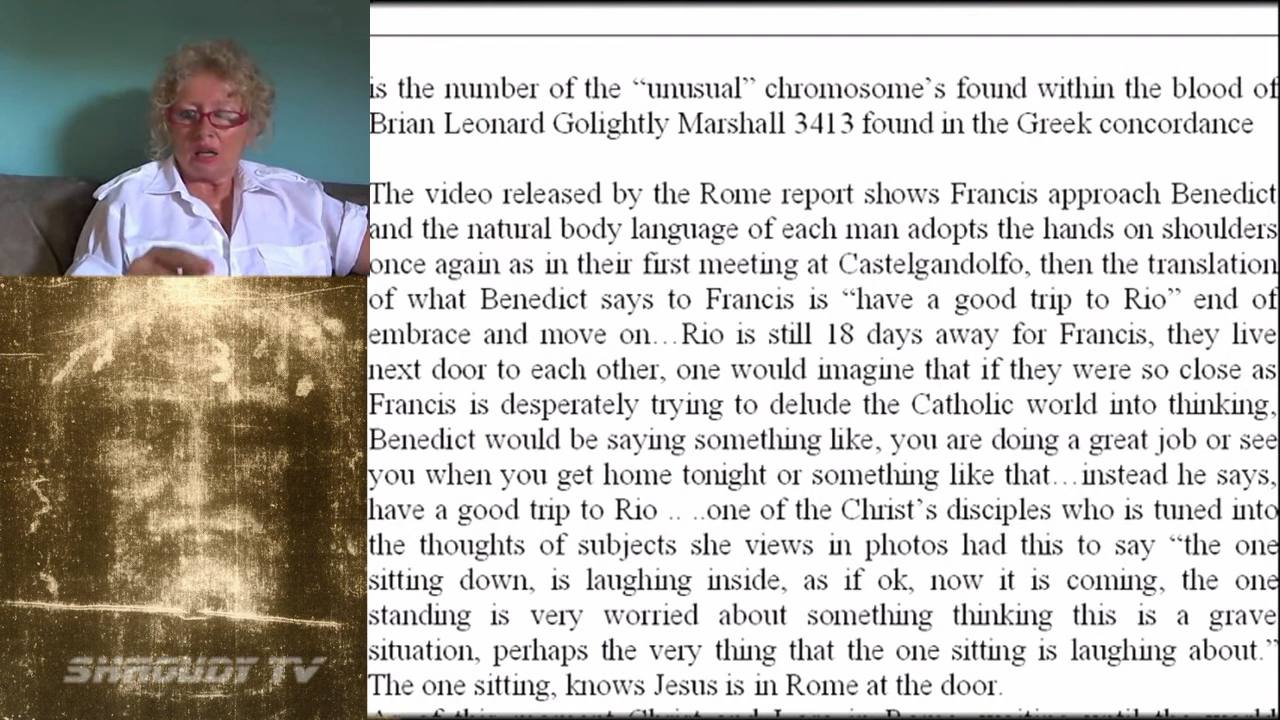 is the number of the “unusual” chromosome’s found within the blood of
Brian Leonard Golightly Marshall 3413 found in the Greek concordance
The video released by the Rome report shows Francis approach Benedict
and the natural body language of each man adopts the hands on shoulders
once again as in their first meeting at Castelgandolfo, then the translation
of what Benedict says to Francis is “have a good trip to Rio” end of
embrace and move on…Rio is still 18 days away for Francis, they live
next door to each other, one would imagine that if they were so close as
Francis is desperately trying to delude the Catholic world into thinking,
Benedict would be saying something like, you are doing a great job or see
you when you get home tonight or something like that…instead he says,
have a good trip to Rio .. ..one of the Christ’s disciples who is tuned into
the thoughts of subjects she views in photos had this to say “the one
sitting down, is laughing inside, as if ok, now it is coming, the one
standing is very worried about something thinking this is a grave
situation, perhaps the very thing that the one sitting is laughing about.”
The one sitting, knows Jesus is in Rome at the door.
SHROUDT TV